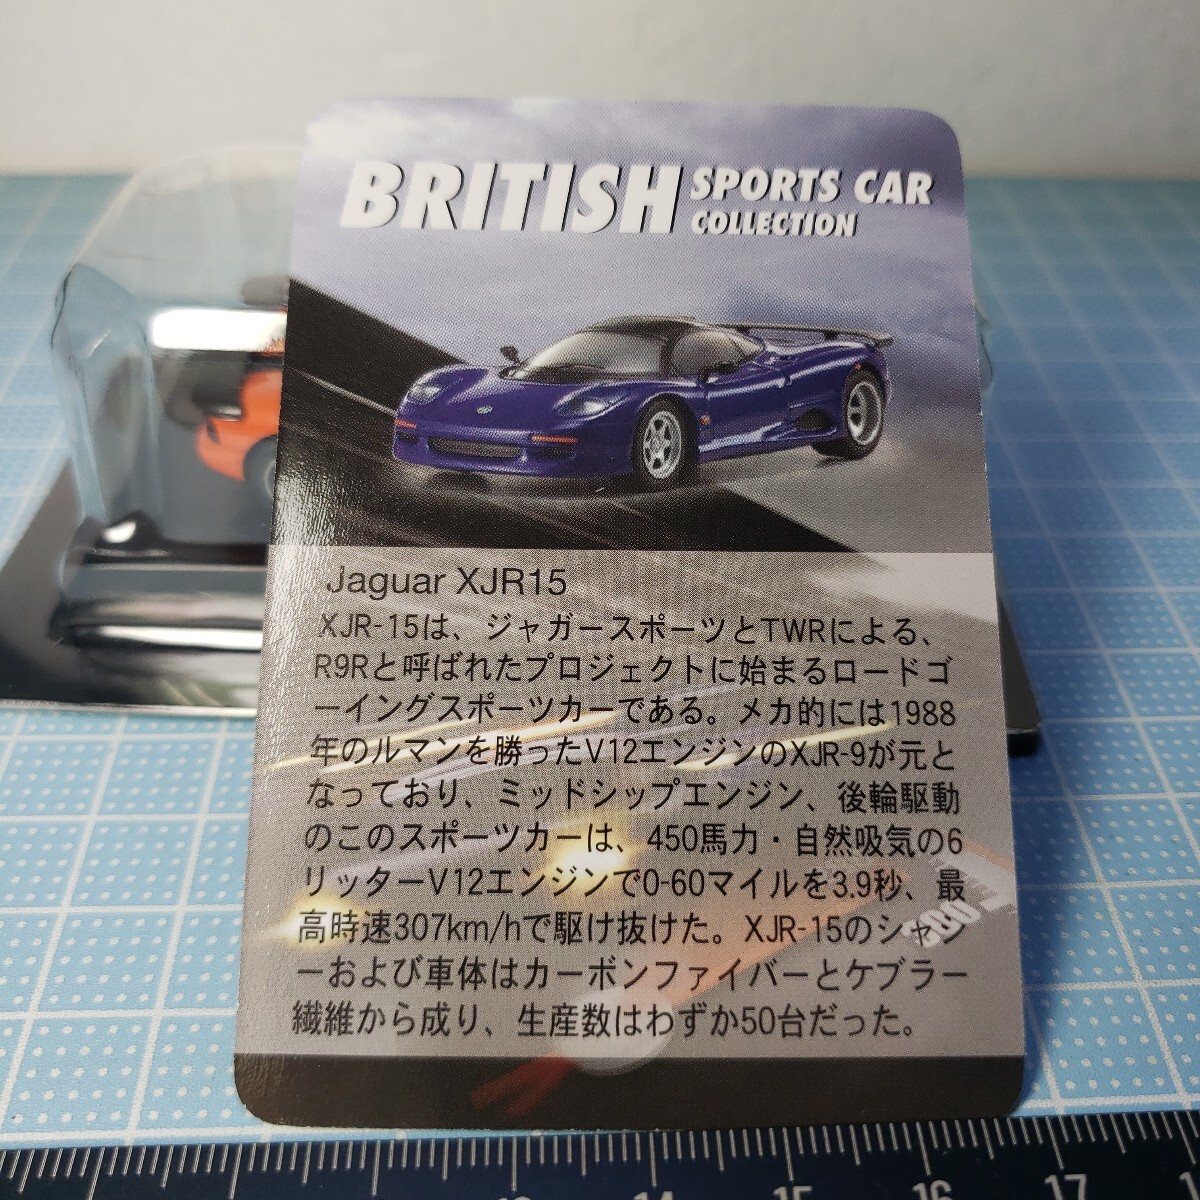 BRITISH SPORTS CAR
COLLECTION
Jaguar XJR15
XJR-15は、ジャガースポーツとTWRによる、
R9Rと呼ばれたプロジェクトに始まるロードゴ
ーイングスポーツカーである。メカ的には1988
年のルマンを勝ったV12エンジンのXJR-9が元と
なっており、ミッドシップエンジン、後輪駆動
のこのスポーツカーは、450馬力・自然吸気の6
リッターV12エンジンで0-60マイルを3.9秒、最
高時速307km/hで駆け抜けた。XJR-15のシャシ
ーおよび車体はカーボンファイバーとケブラー
繊維から成り、生産数はわずか50台だった。
14 15 16 17